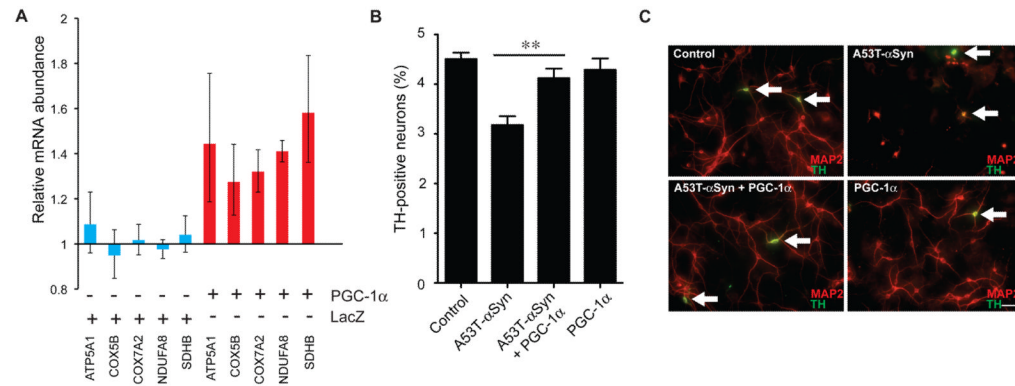 A
Relative mRNA abundance
2
1.8
1.6
1.4
1.2
1
0.8
- - - - - + + + + + PGC-1α
+ + + + + - - - - - LacZ
ATP5A1
COX5B
COX7A2
NDUFA8
SDHB
ATP5A1
COX5B
COX7A2
NDUFA8
SDHB
B
TH-positive neurons (%)
5
4
3
2
1
0
**
Control
A53T-αSyn
A53T-αSyn
+ PGC-1α
PGC-1α
C
Control
MAP2
TH
A53T-αSyn
MAP2
TH
A53T-αSyn + PGC-1α
MAP2
TH
PGC-1α
MAP2
TH